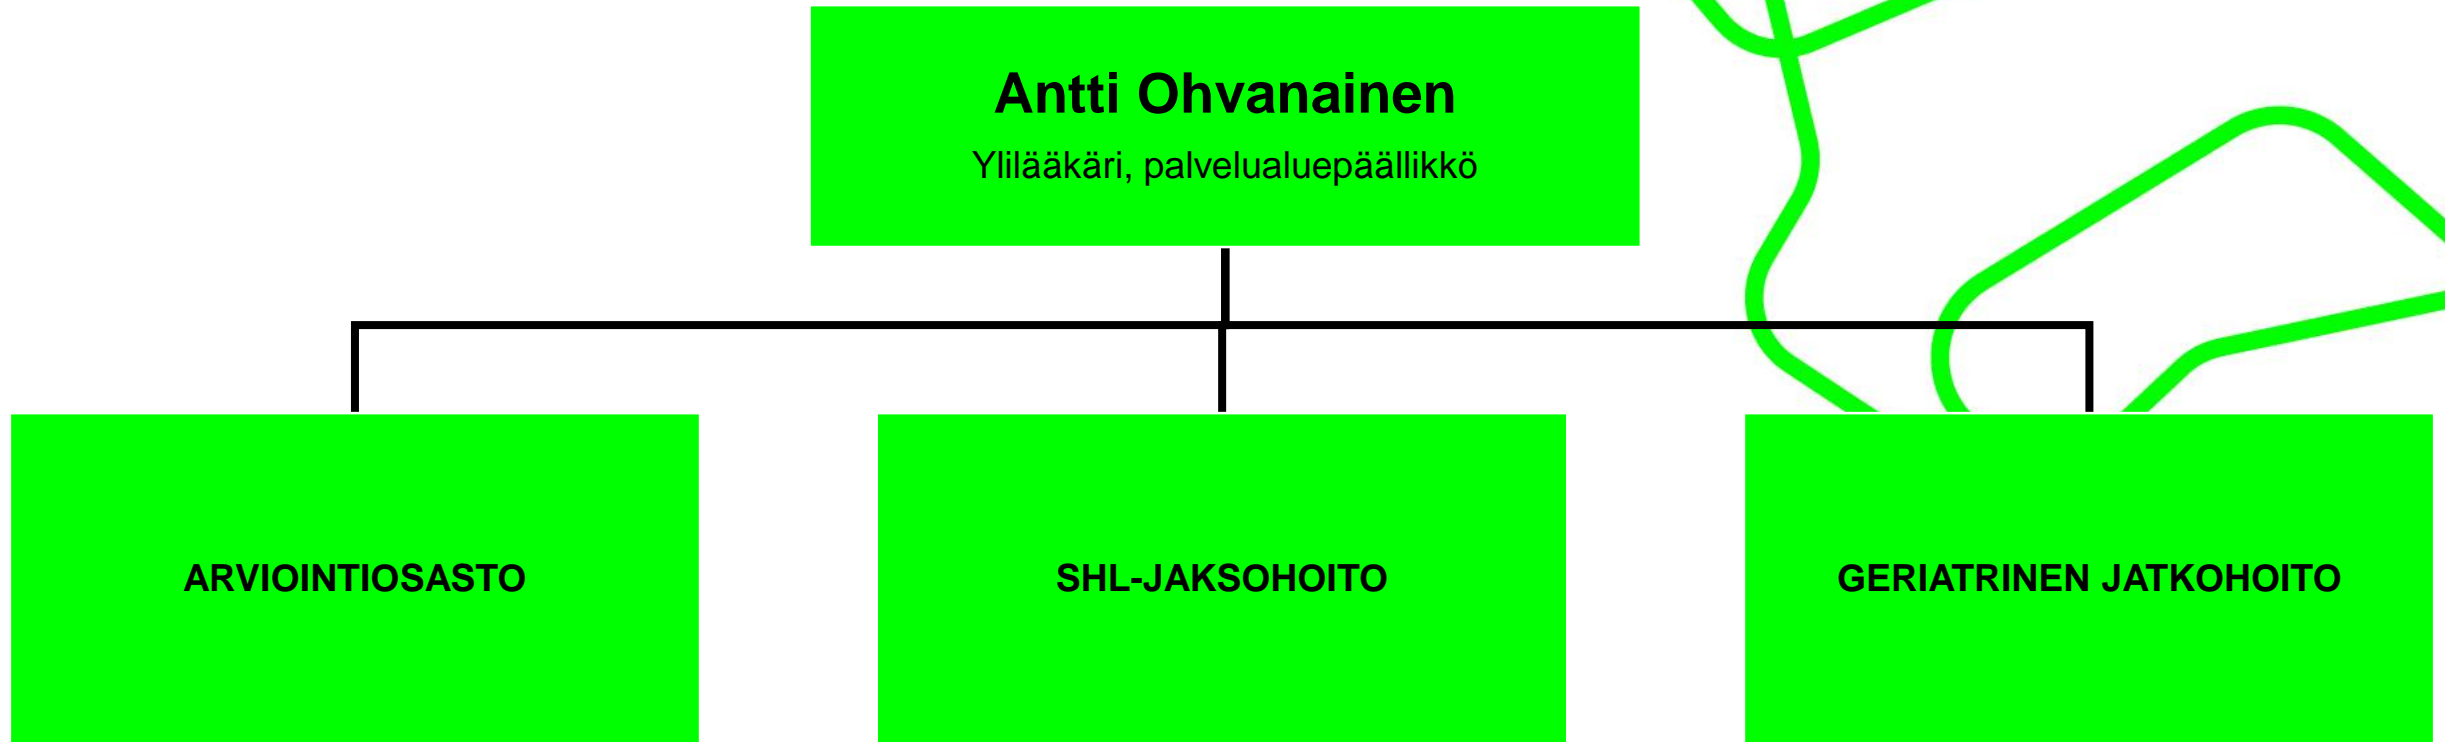 Antti Ohvanainen
Ylilääkäri, palvelualuepäällikkö
ARVIOINTIOSASTO
SHL-JAKSOHOITO
GERIATRINEN JATKOHOITO